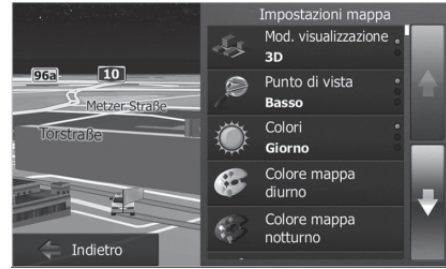 Impostazioni mappa
Mod. visualizzazione
3D
Punto di vista
Basso
Colori
Giorno
Colore mappa
diurno
Colore mappa
notturno
96a
10
Metzer Straße
Torstraße
Indietro